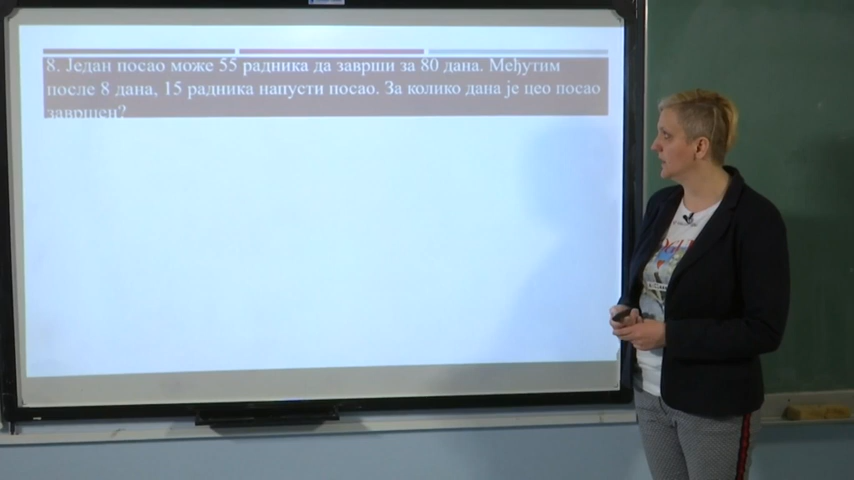 8. Један посао може 55 радника да заврши за 80 дана. Међутим
после 8 дана, 15 радника напусти посао. За колико дана је цео посао
завршен?